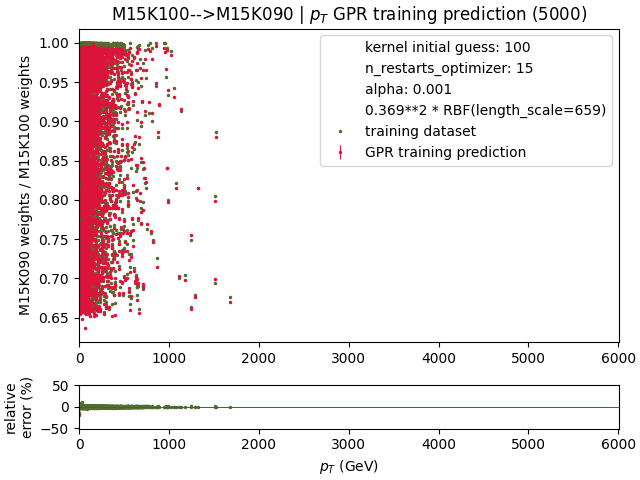 M15K100-->M15K090 | pT GPR training prediction (5000)
kernel initial guess: 100
n_restarts_optimizer: 15
alpha: 0.001
0.369**2 * RBF(length_scale=659)
training dataset
GPR training prediction
M15K090 weights / M15K100 weights
1.00
0.95
0.90
0.85
0.80
0.75
0.70
0.65
0 1000 2000 3000 4000 5000 6000
relative
error (%)
50
0
−50
0 1000 2000 3000 4000 5000 6000
pT (GeV)